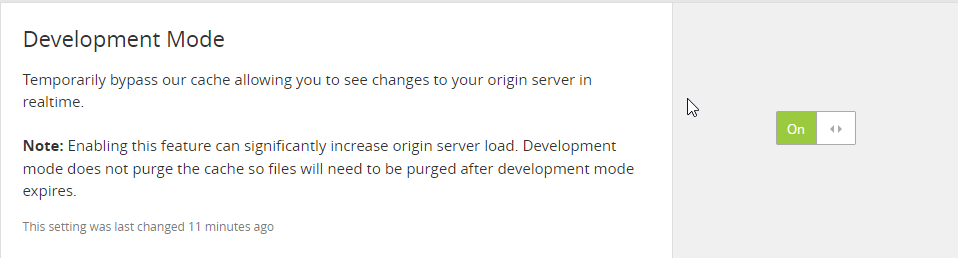 Development Mode
Temporarily bypass our cache allowing you to see changes to your origin server in
realtime.
Note: Enabling this feature can significantly increase origin server load. Development
mode does not purge the cache so files will need to be purged after development mode
expires.
This setting was last changed 11 minutes ago
On